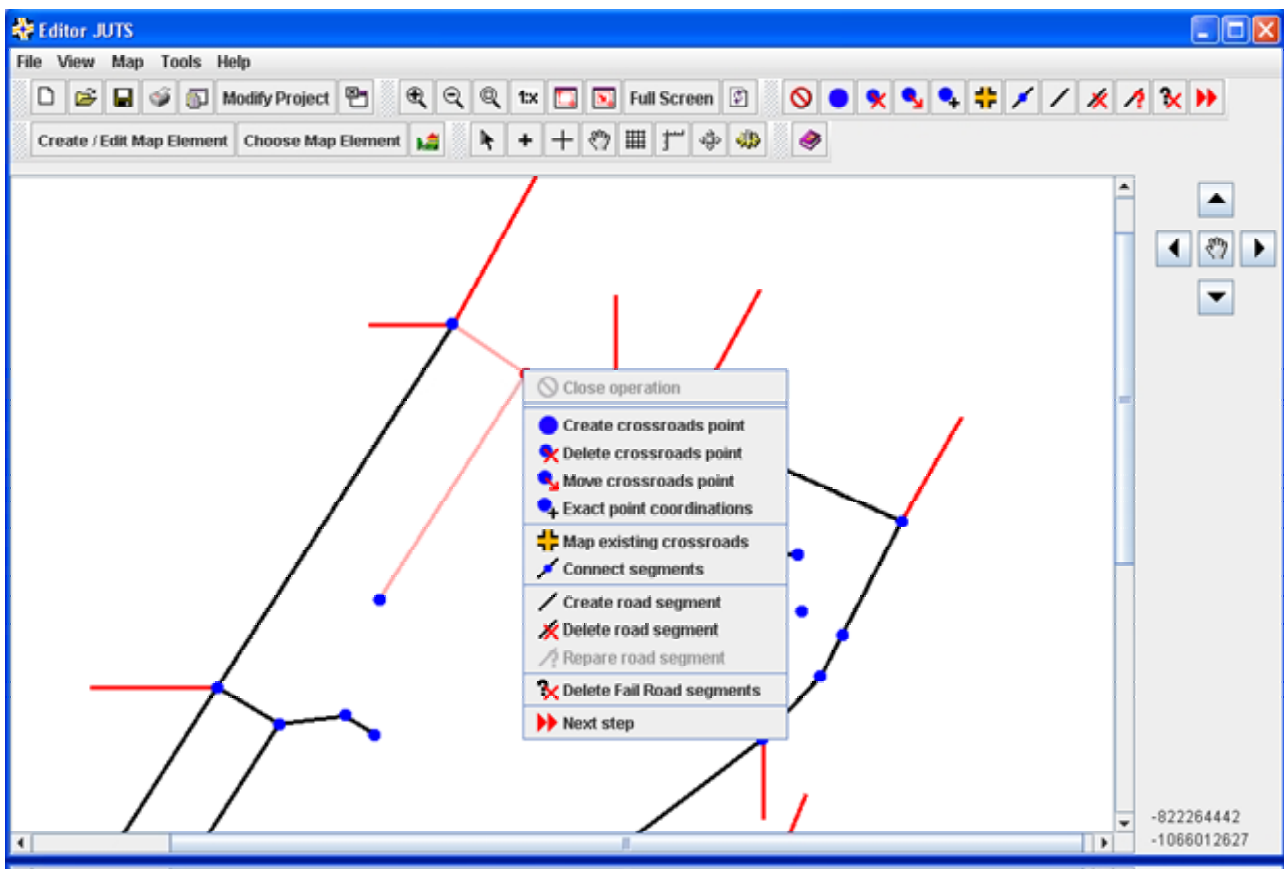 Editor JUTS
File View Map Tools Help
Modify Project 1:x Full Screen
Create / Edit Map Element Choose Map Element
Close operation
Create crossroads point
Delete crossroads point
Move crossroads point
Exact point coordinations
Map existing crossroads
Connect segments
Create road segment
Delete road segment
Repare road segment
Delete Fail Road segments
Next step
-822264442
-1066012627